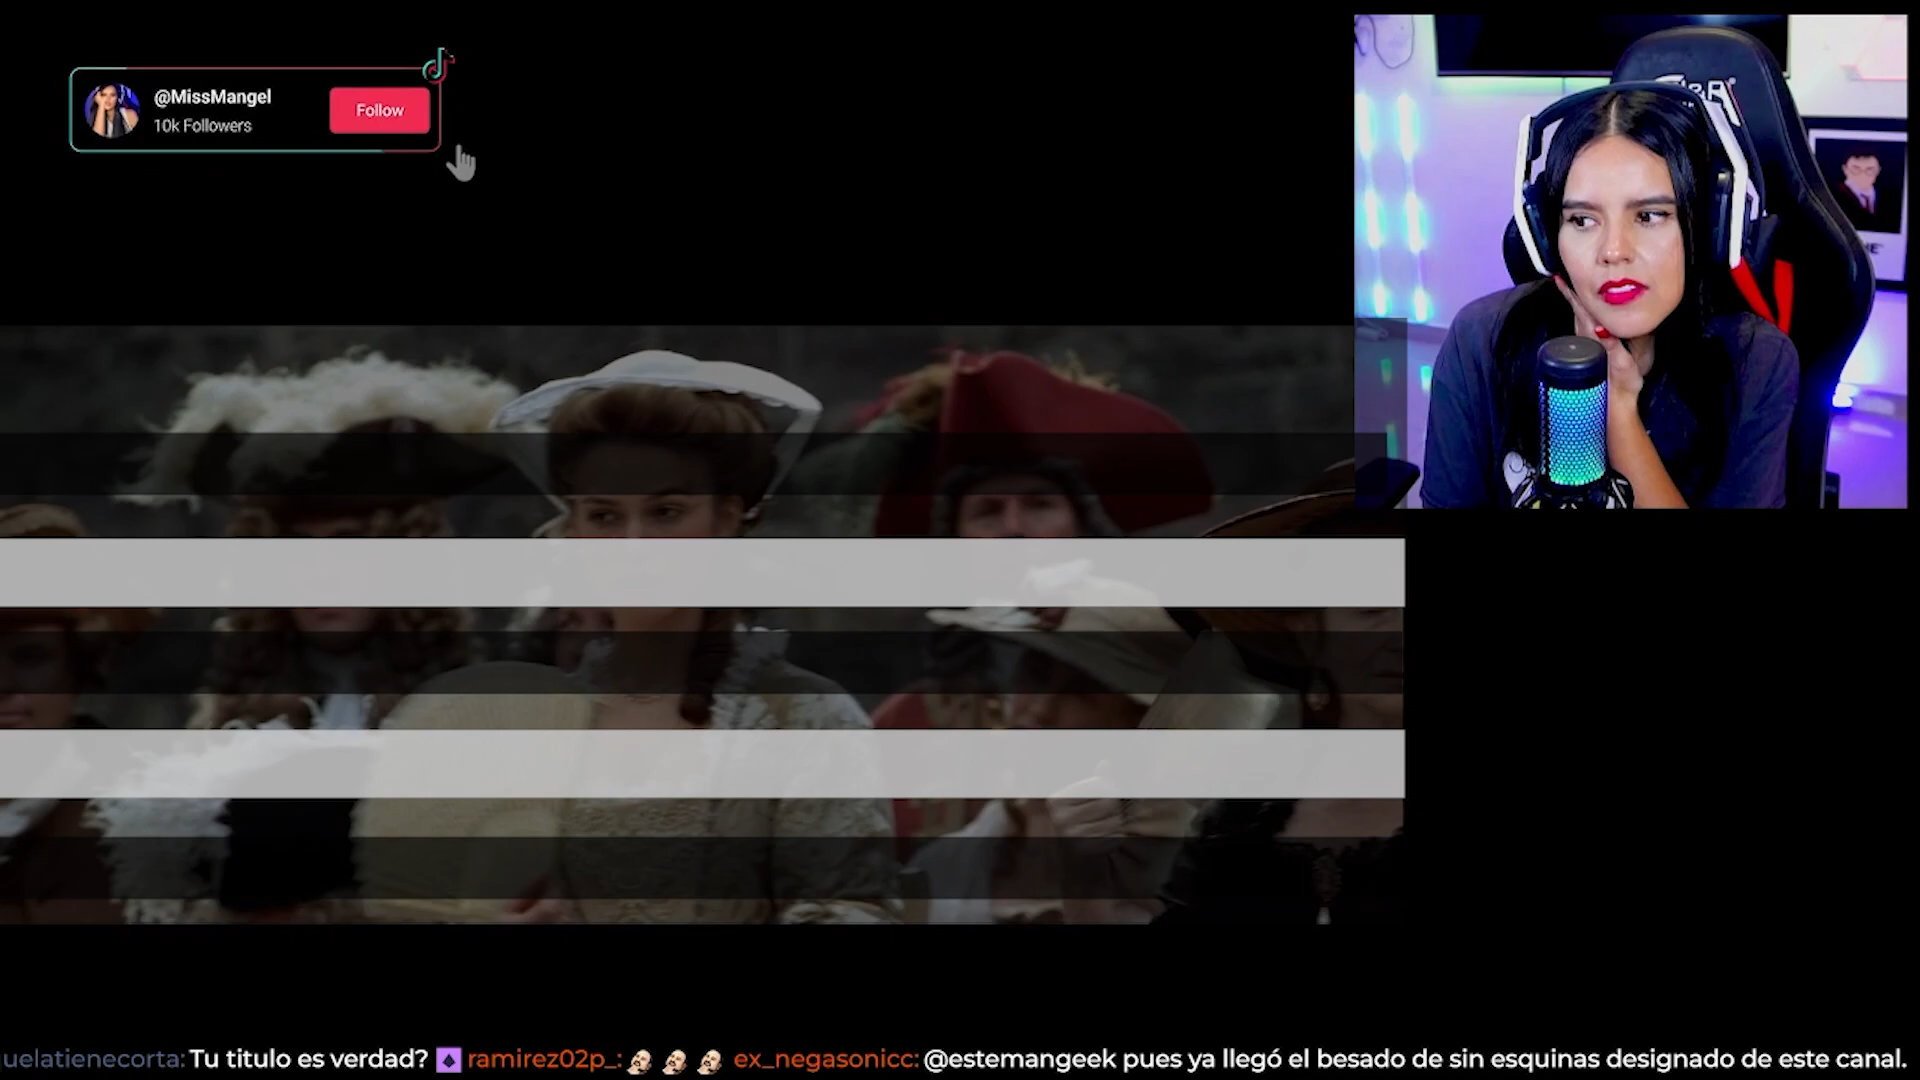 @MissMangel
10k Followers
Follow
uelatienecorta: Tu titulo es verdad? ramirez02p_: ex_negasonicc: @estemangeek pues ya llegó el besado de sin esquinas designado de este canal.